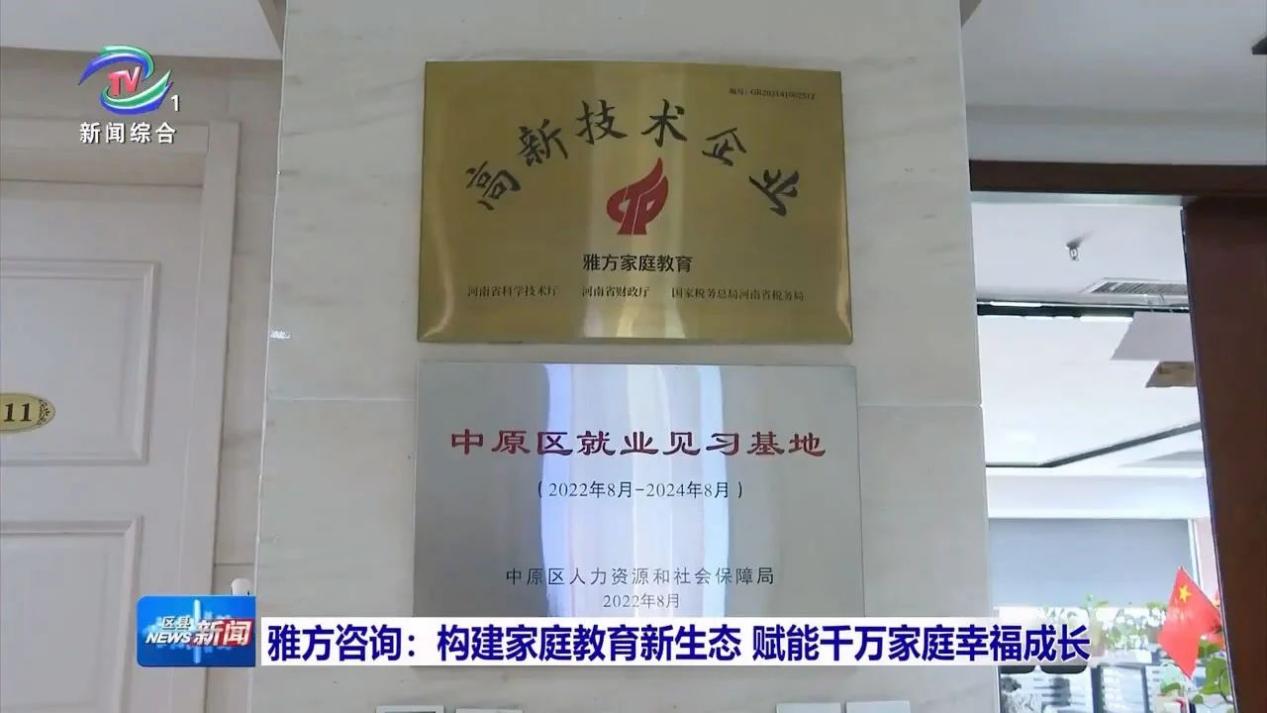 TV 1
新闻综合
高新技术企业
雅方家庭教育
河南省科学技术厅 河南省财政厅 国家税务总局河南省税务局
11
中原区就业见习基地
（2022年8月-2024年8月）
中原区人力资源和社会保障局
2022年8月
区县
NEWS新闻
雅方咨询：构建家庭教育新生态 赋能千万家庭幸福成长